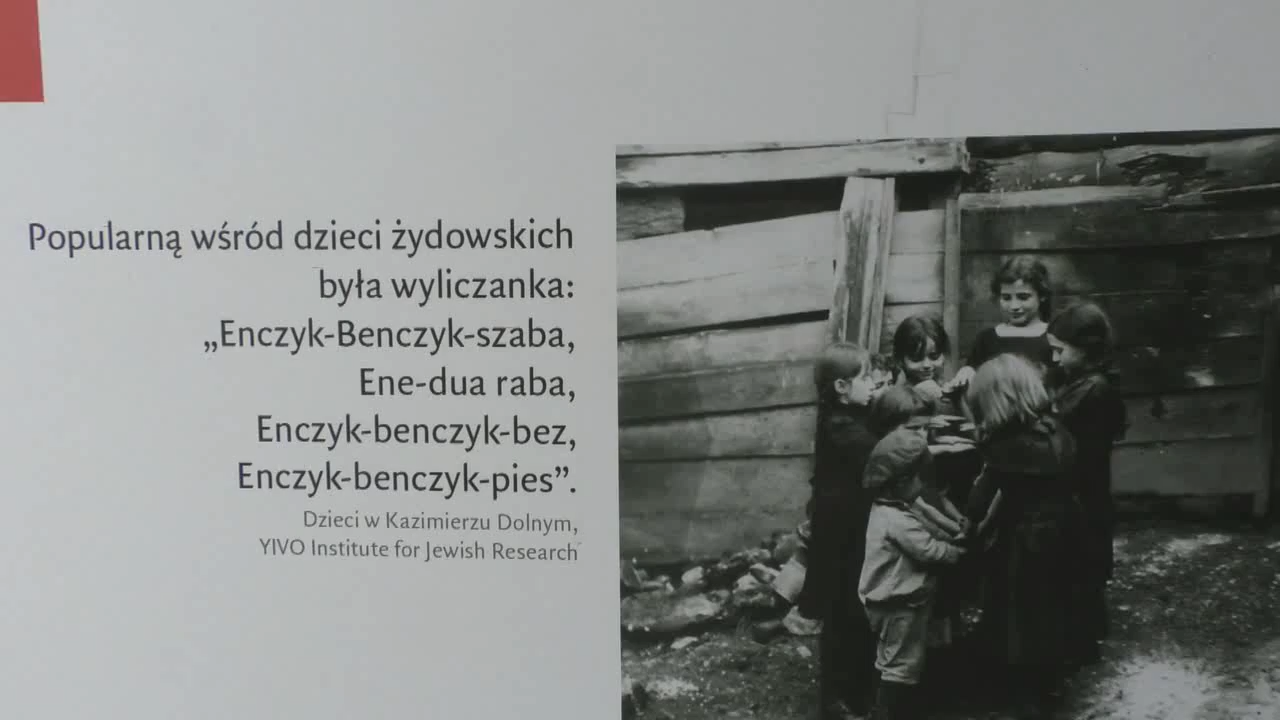 Popularną wśród dzieci żydowskich
była wyliczanka:
„Enczyk-Benczyk-szaba,
Ene-dua raba,
Enczyk-benczyk-bez,
Enczyk-benczyk-pies”.
Dzieci w Kazimierzu Dolnym,
YIVO Institute for Jewish Research